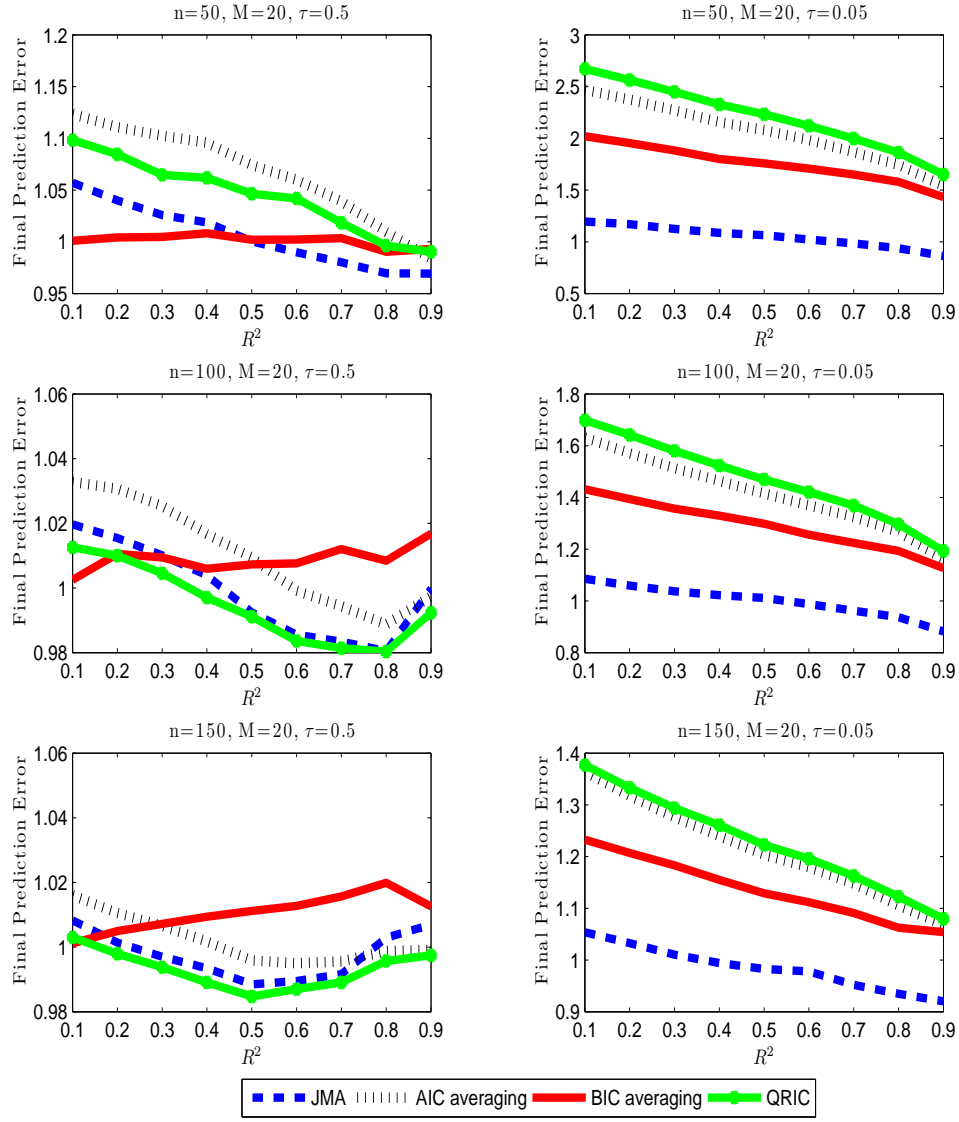 n=50, M=20, τ=0.5
Final Prediction Error
1.2
1.15
1.1
1.05
1
0.95
0.1 0.2 0.3 0.4 0.5 0.6 0.7 0.8 0.9
R²
n=50, M=20, τ=0.05
Final Prediction Error
3
2.5
2
1.5
1
0.5
0.1 0.2 0.3 0.4 0.5 0.6 0.7 0.8 0.9
R²
n=100, M=20, τ=0.5
Final Prediction Error
1.06
1.04
1.02
1
0.98
0.1 0.2 0.3 0.4 0.5 0.6 0.7 0.8 0.9
R²
n=100, M=20, τ=0.05
Final Prediction Error
1.8
1.6
1.4
1.2
1
0.8
0.1 0.2 0.3 0.4 0.5 0.6 0.7 0.8 0.9
R²
n=150, M=20, τ=0.5
Final Prediction Error
1.06
1.04
1.02
1
0.98
0.1 0.2 0.3 0.4 0.5 0.6 0.7 0.8 0.9
R²
n=150, M=20, τ=0.05
Final Prediction Error
1.4
1.3
1.2
1.1
1
0.9
0.1 0.2 0.3 0.4 0.5 0.6 0.7 0.8 0.9
R²
JMA AIC averaging BIC averaging QRIC